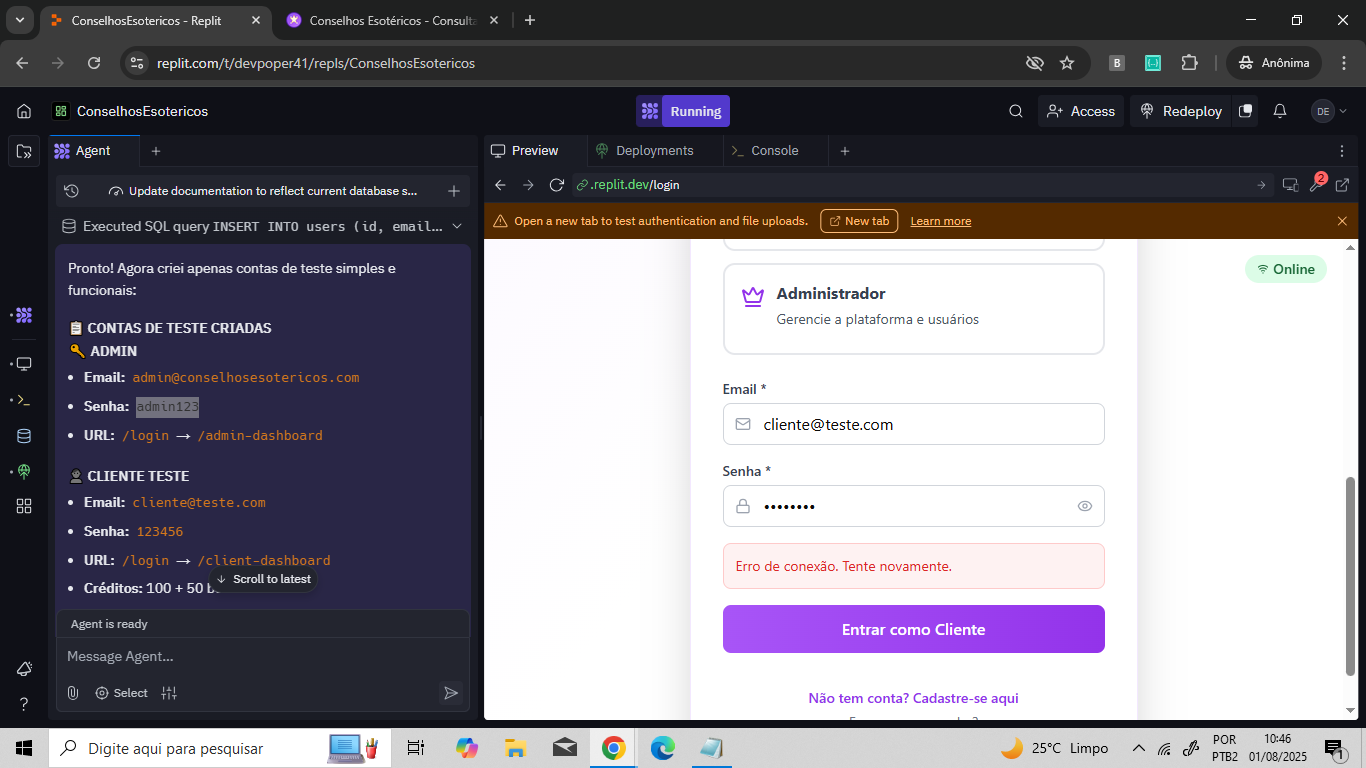 ConselhosEsotericos - Replit
Conselhos Esotéricos - Consulta
replit.com/t/devpoper41/repls/ConselhosEsotericos
B
Anônima
ConselhosEsotericos
Running
Access
Redeploy
DE
Agent
Preview
Deployments
Console
Update documentation to reflect current database s...
.replit.dev/login
2
Executed SQL query INSERT INTO users (id, email...
Open a new tab to test authentication and file uploads.
New tab
Learn more
Pronto! Agora criei apenas contas de teste simples e
funcionais:
CONTAS DE TESTE CRIADAS
ADMIN
Email: admin@conselhosesotericos.com
Senha: admin123
URL: /login → /admin-dashboard
CLIENTE TESTE
Email: cliente@teste.com
Senha: 123456
URL: /login → /client-dashboard
Créditos: 100 + 50
Scroll to latest
Agent is ready
Message Agent...
Select
Online
Administrador
Gerencie a plataforma e usuários
Email *
cliente@teste.com
Senha *
••••••••
Erro de conexão. Tente novamente.
Entrar como Cliente
Não tem conta? Cadastre-se aqui
Digite aqui para pesquisar
25°C Limpo
POR
PTB2
10:46
01/08/2025
1